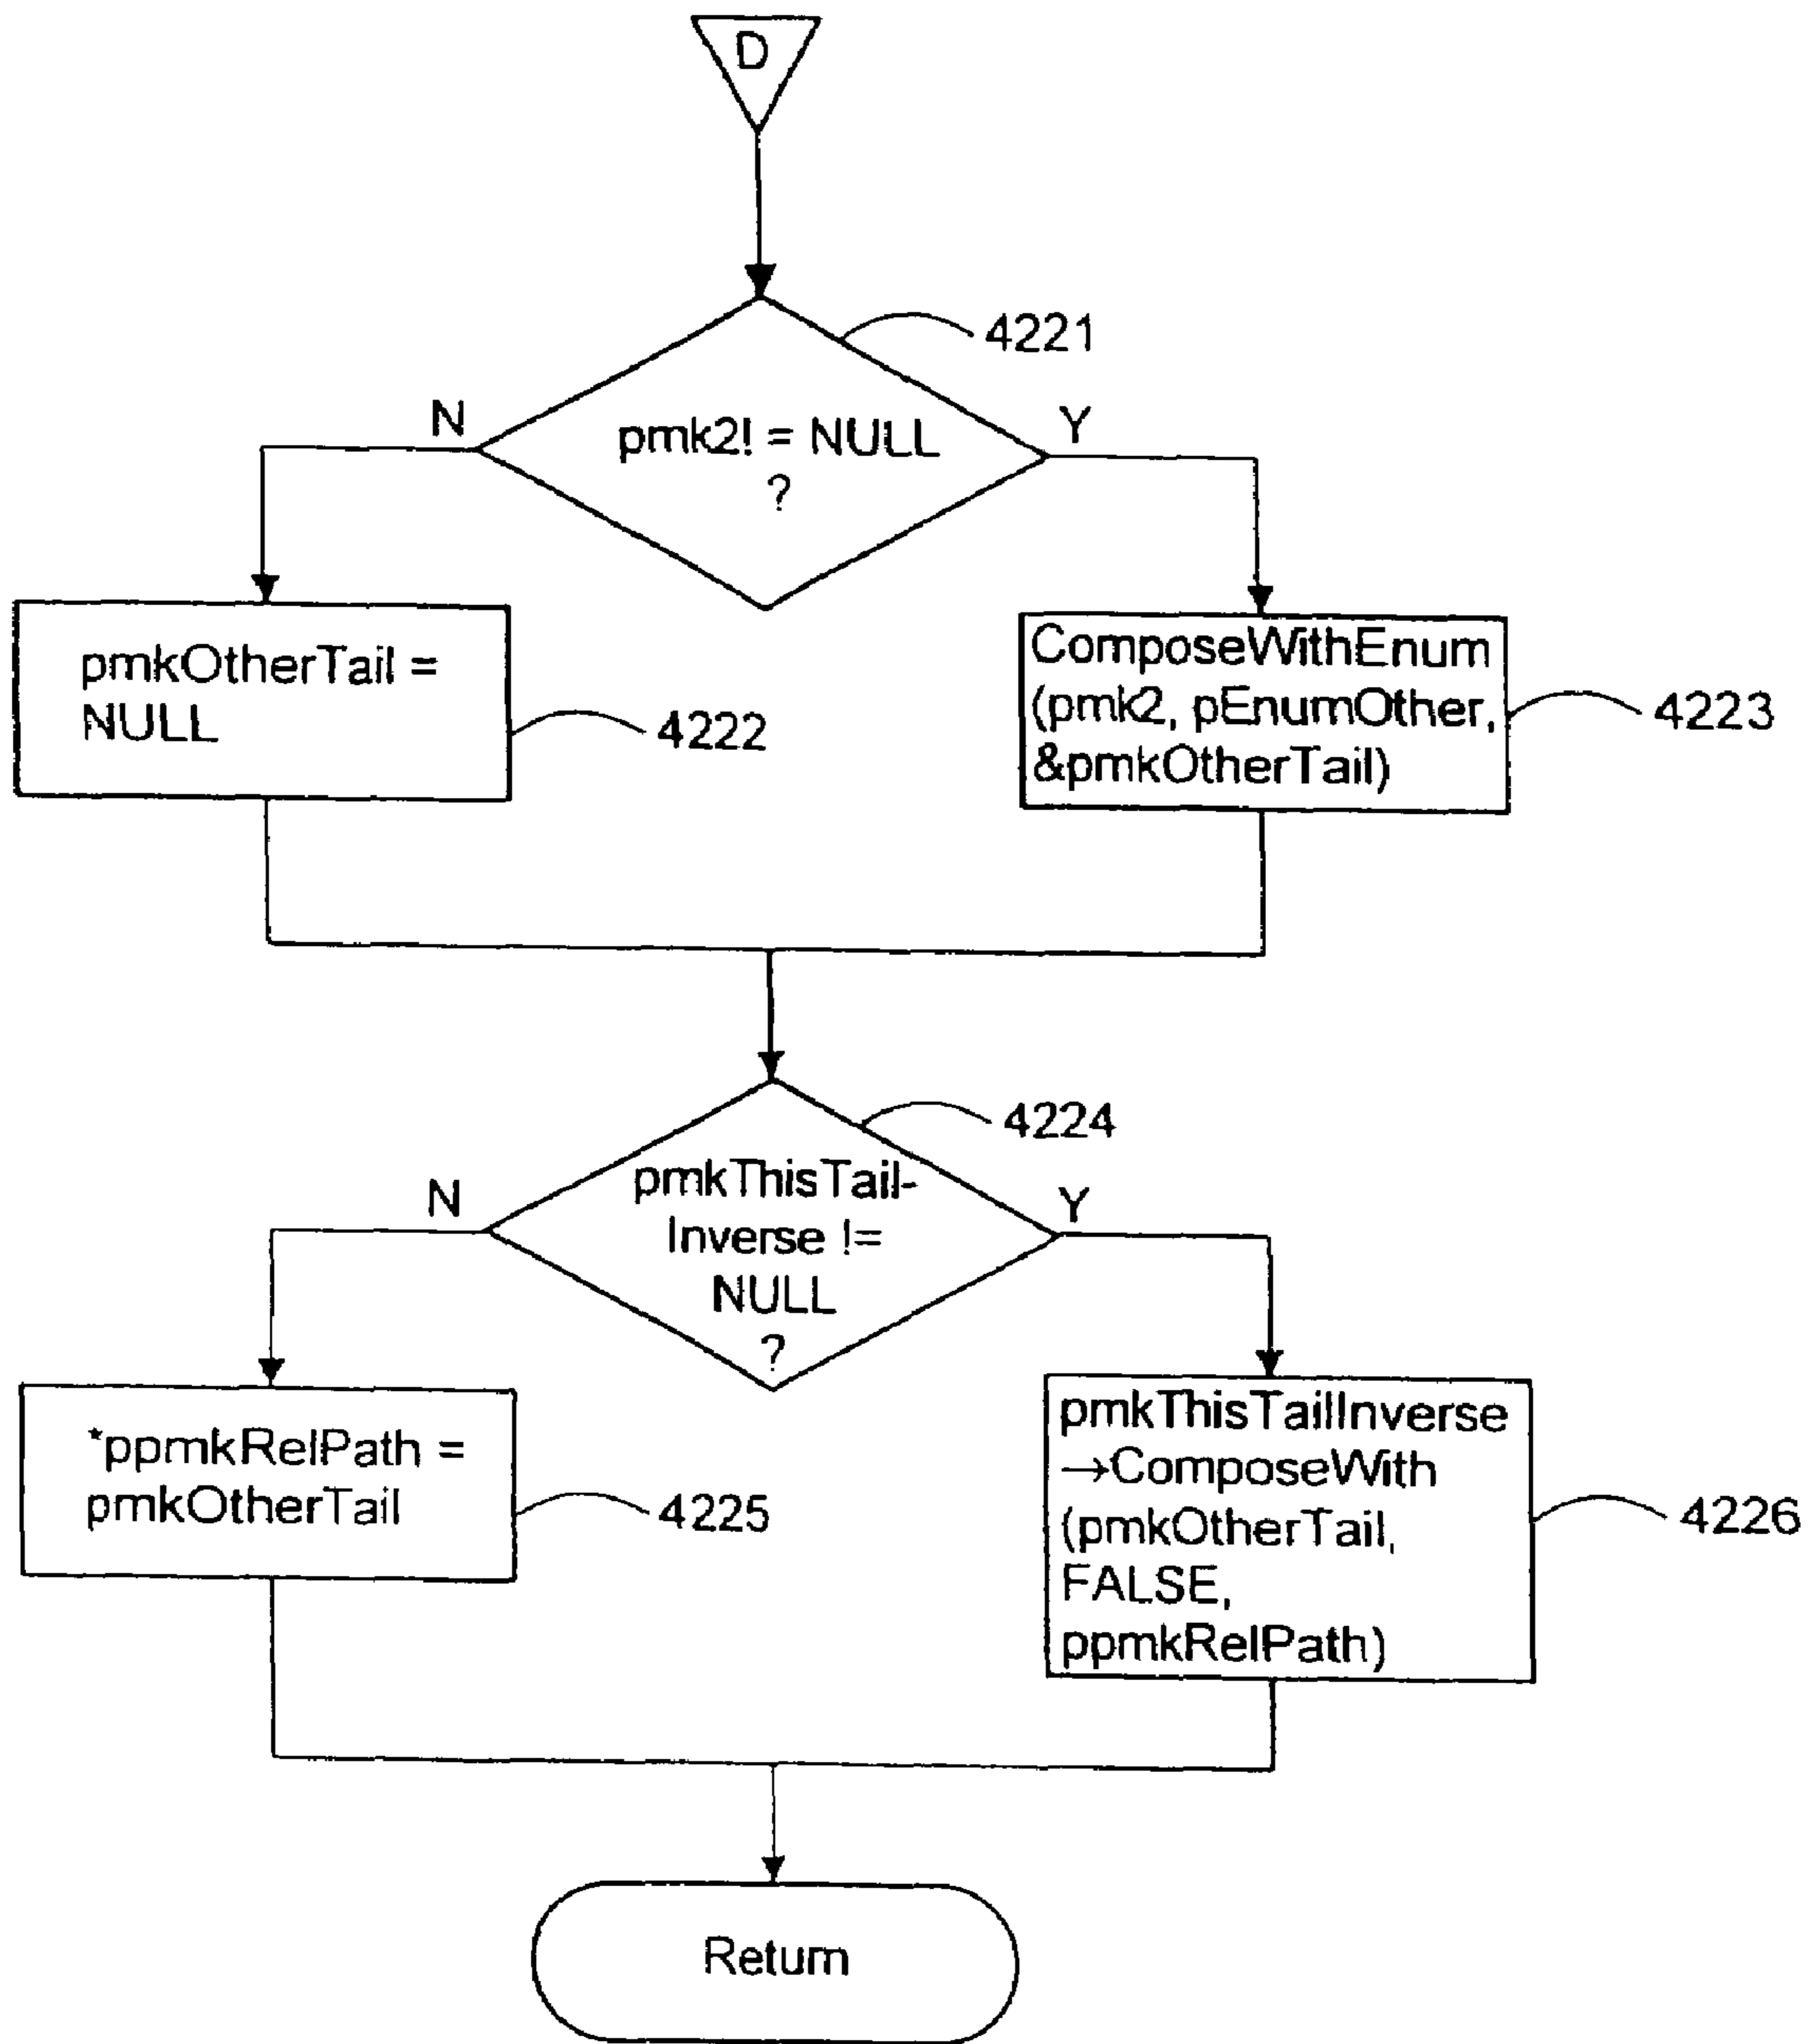 D
4221
N
Y
pmk2! = NULL
?
pmkOtherTail =
NULL
4222
ComposeWithEnum
(pmk2, pEnumOther,
&pmkOtherTail)
4223
4224
N
Y
pmkThisTail-
Inverse !=
NULL
?
*ppmkRelPath =
pmkOtherTail
4225
pmkThisTailInverse
→ComposeWith
(pmkOtherTail,
FALSE,
ppmkRelPath)
4226
Return